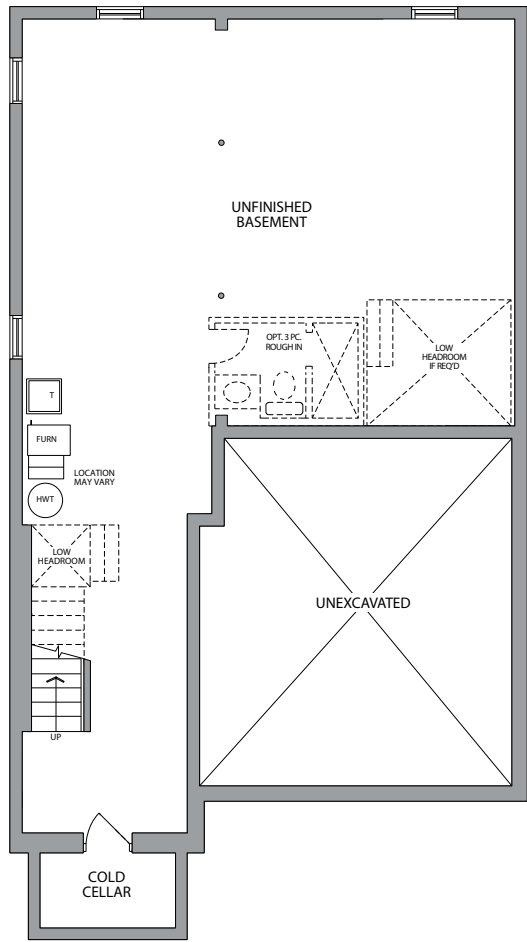 UNFINISHED
BASEMENT
OPT. 3 PC.
ROUGH IN
LOW
HEADROOM
IF REQ'D
T
FURN
LOCATION
MAY VARY
HWT
LOW
HEADROOM
UNEXCAVATED
UP
COLD
CELLAR